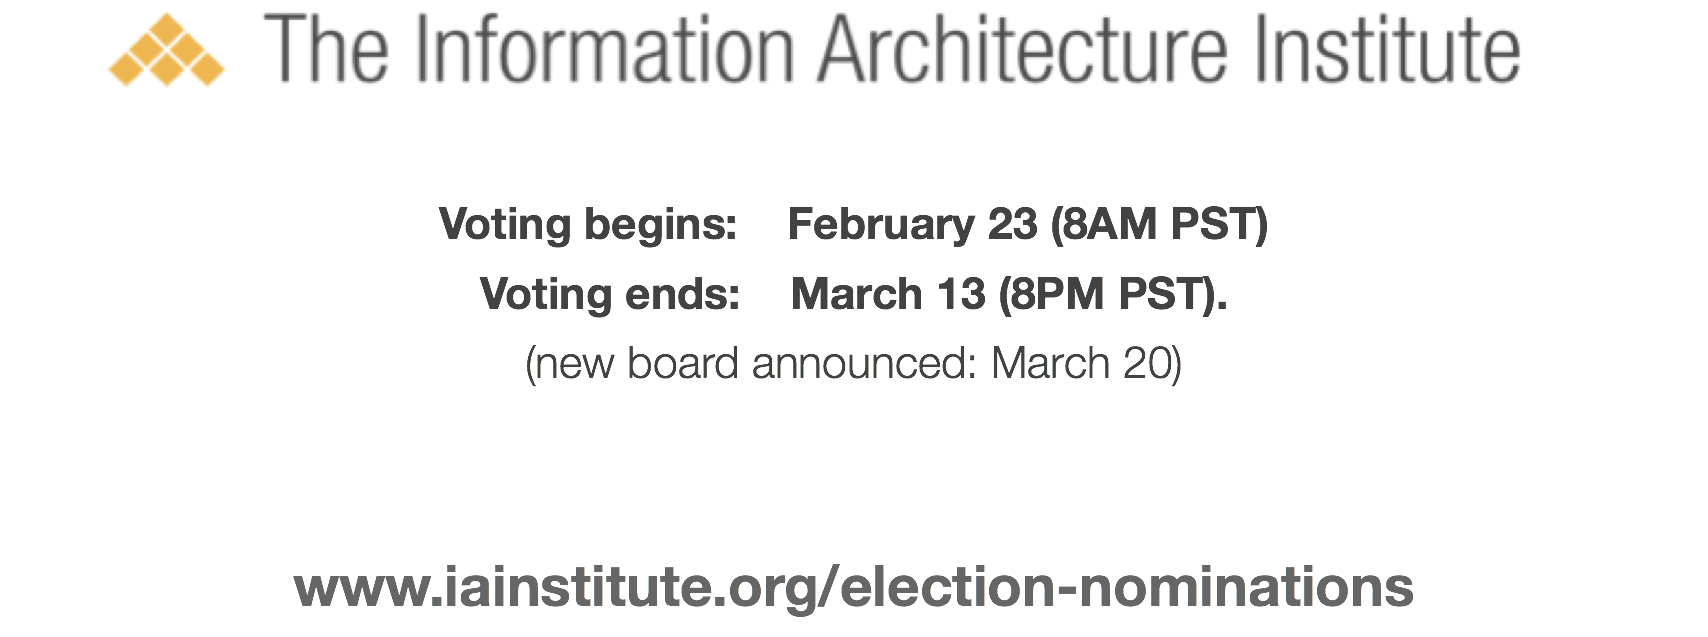 The Information Architecture Institute
Voting begins: February 23 (8AM PST)
Voting ends: March 13 (8PM PST).
(new board announced: March 20)
www.iainstitute.org/election-nominations